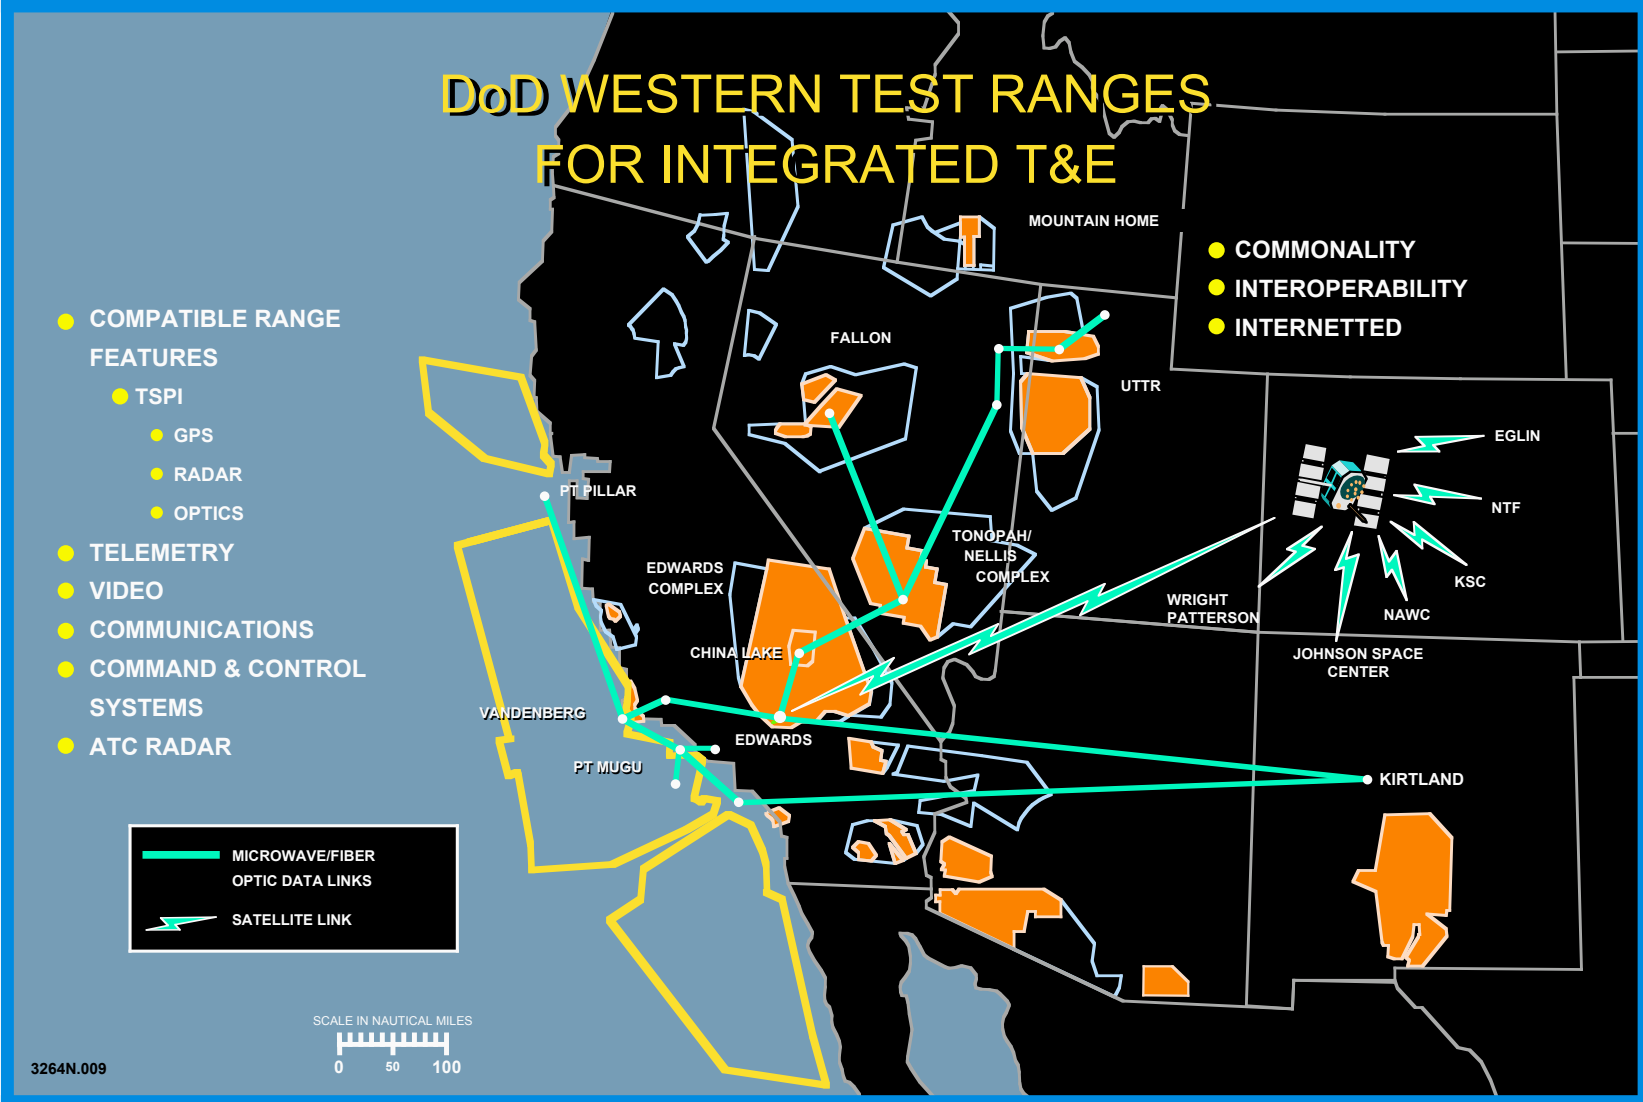 DoD WESTERN TEST RANGES
FOR INTEGRATED T&E
MOUNTAIN HOME
COMMONALITY
INTEROPERABILITY
INTERNETTED
COMPATIBLE RANGE
FEATURES
TSPI
GPS
RADAR
OPTICS
TELEMETRY
VIDEO
COMMUNICATIONS
COMMAND & CONTROL
SYSTEMS
ATC RADAR
FALLON
UTTR
EGLIN
NTF
KSC
NAWC
WRIGHT
PATTERSON
JOHNSON SPACE
CENTER
PT PILLAR
TONOPAH/
NELLIS
COMPLEX
EDWARDS
COMPLEX
CHINA LAKE
VANDENBERG
EDWARDS
PT MUGU
KIRTLAND
MICROWAVE/FIBER
OPTIC DATA LINKS
SATELLITE LINK
SCALE IN NAUTICAL MILES
0 50 100
3264N.009